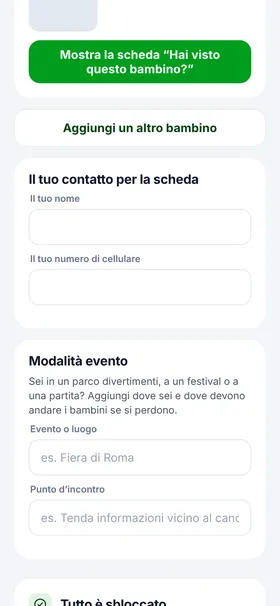 Mostra la scheda “Hai visto
questo bambino?”
Aggiungi un altro bambino
Il tuo contatto per la scheda
Il tuo nome
Il tuo numero di cellulare
Modalità evento
Sei in un parco divertimenti, a un festival o a
una partita? Aggiungi dove sei e dove devono
andare i bambini se si perdono.
Evento o luogo
es. Fiera di Roma
Punto d’incontro
es. Tenda informazioni vicino al canc
Tutto è sbloccato